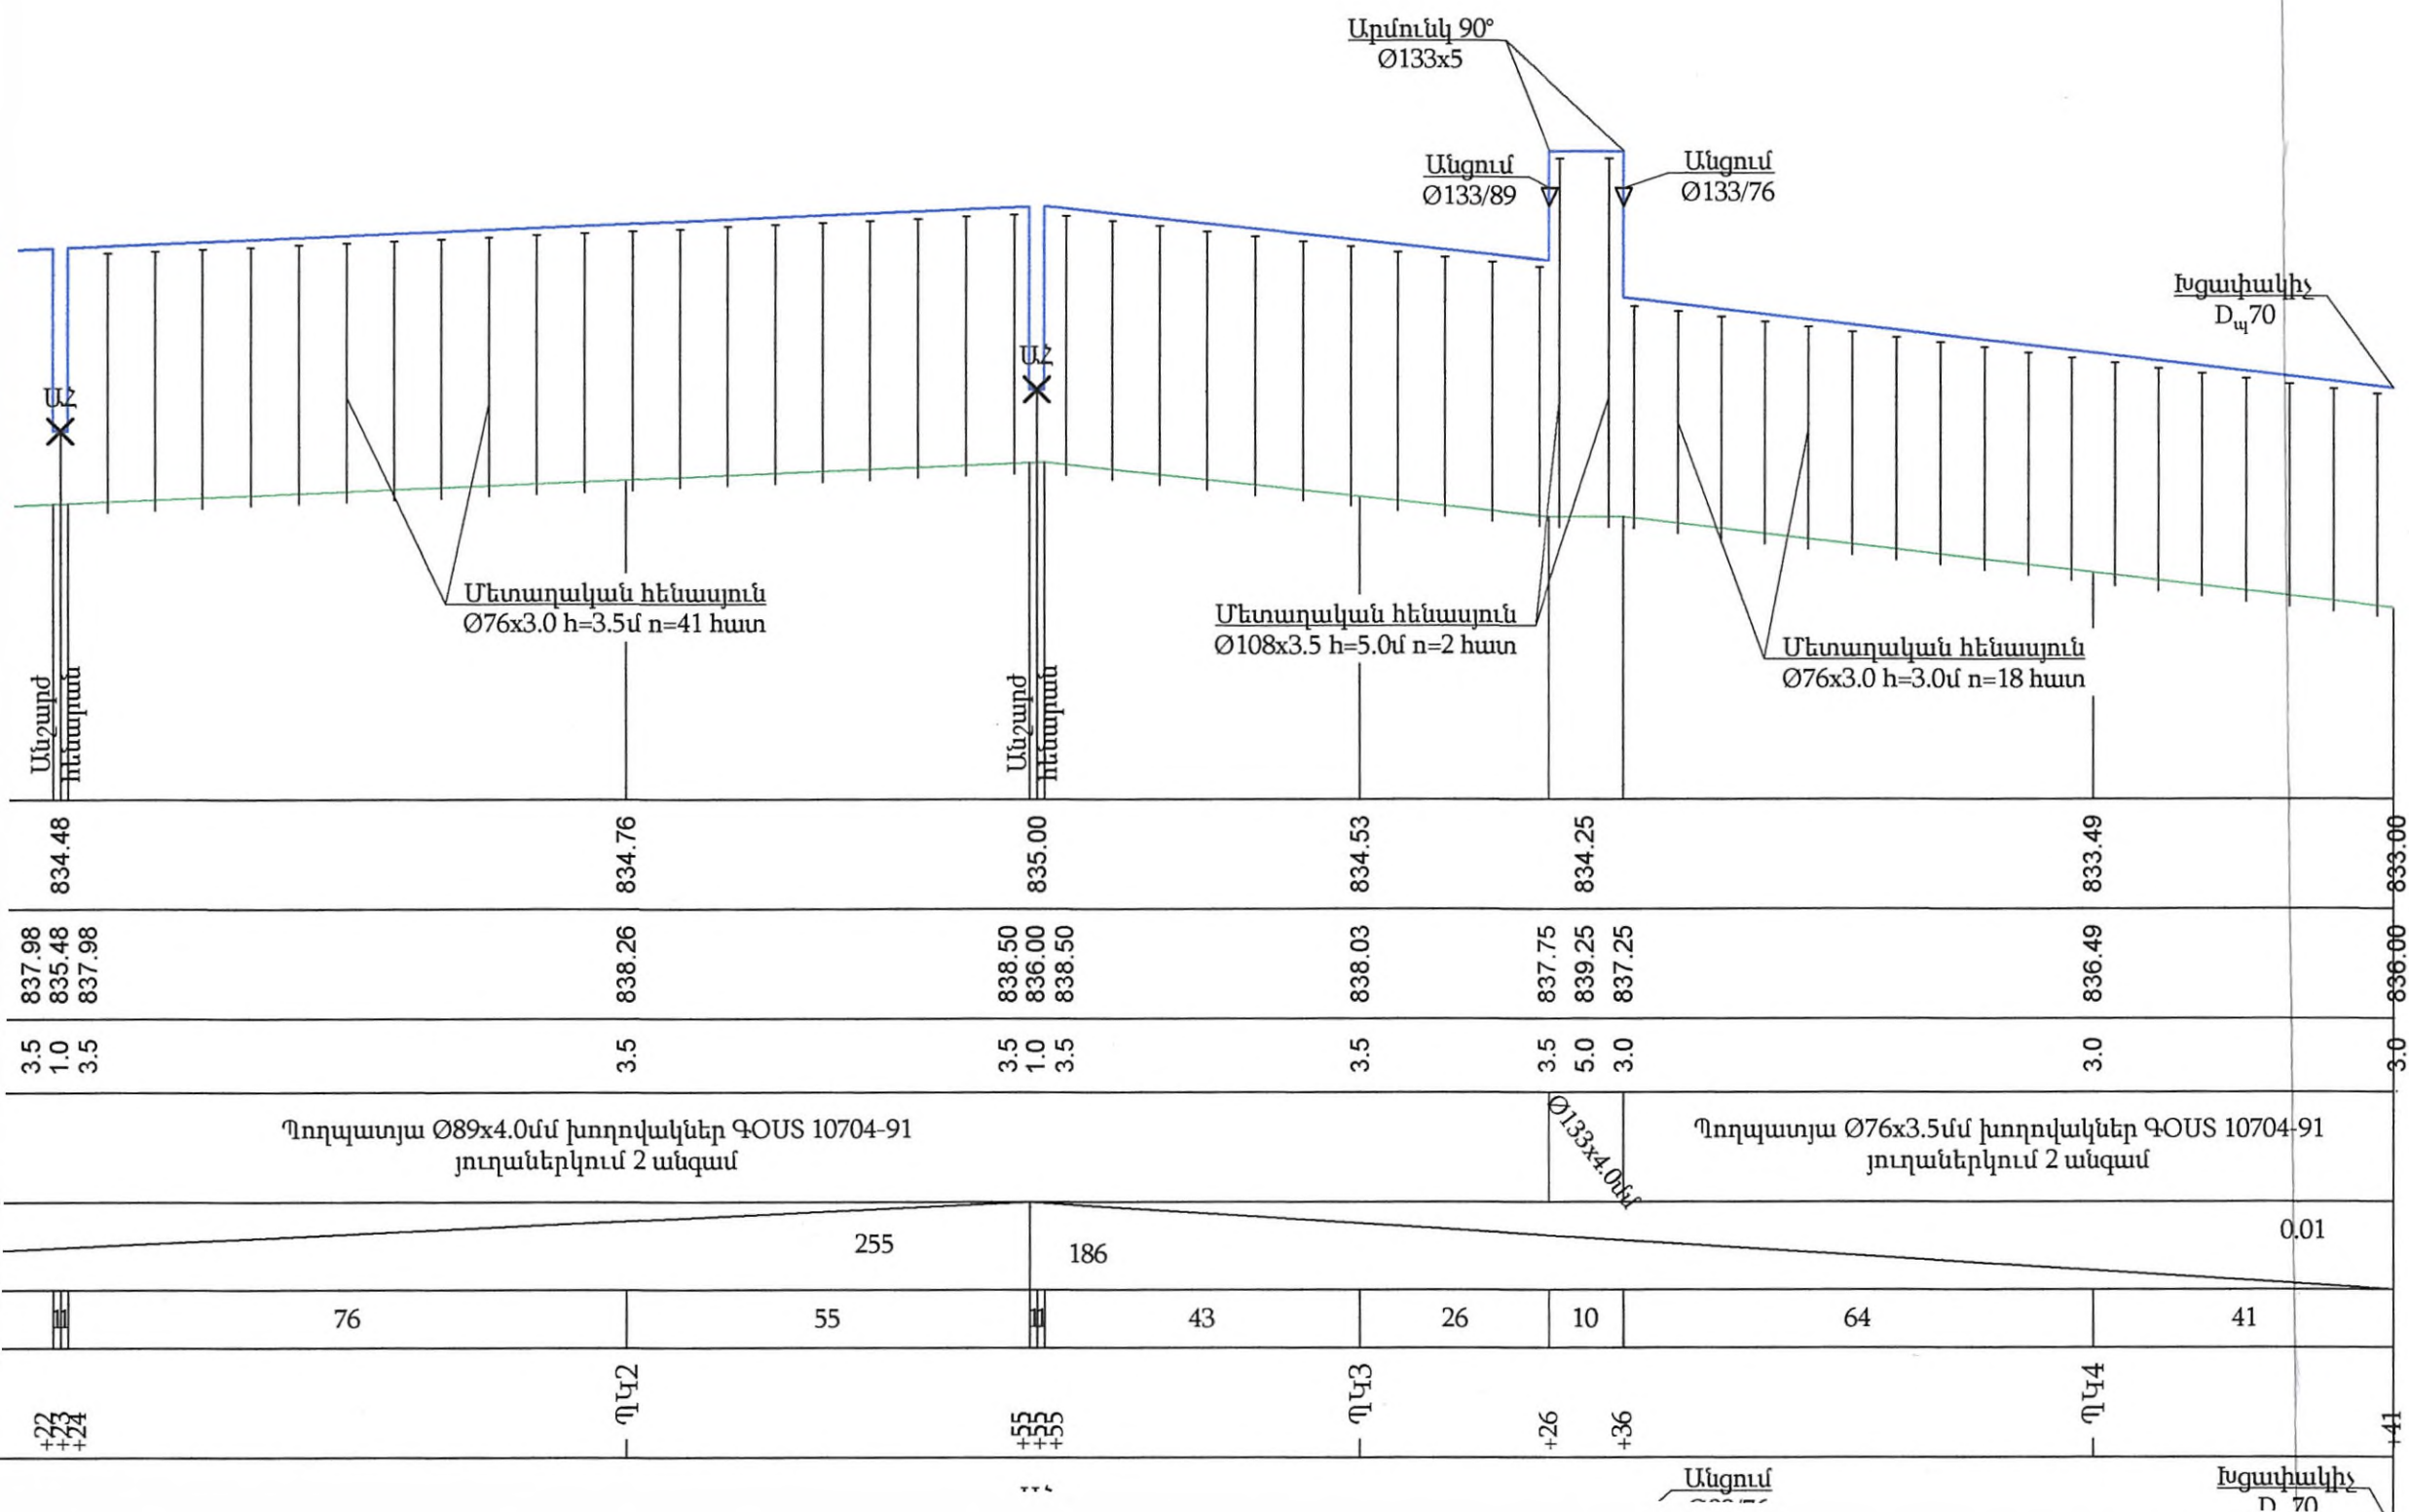 Արմունկ 90°
Ø133x5
Անցում
Ø133/89
Անցում
Ø133/76
Խցափակիչ
Dպ70
ԱՀ
ԱՀ
Մետաղական հենասյուն
Ø76x3.0 h=3.5մ n=41 հատ
Մետաղական հենասյուն
Ø108x3.5 h=5.0մ n=2 հատ
Մետաղական հենասյուն
Ø76x3.0 h=3.0մ n=18 հատ
Անշարժ
հենարան
Անշարժ
հենարան
834.48 834.76 835.00 834.53 834.25 833.49 833.00
837.98 835.48 837.98 838.26 838.50 836.00 838.50 838.03 837.75 839.25 837.25 836.49 836.00
3.5 1.0 3.5 3.5 3.5 1.0 3.5 3.5 3.5 5.0 3.0 3.0 3.0
Պողպատյա Ø89x4.0մմ խողովակներ ԳՕՍՏ 10704-91
յուղաներկում 2 անգամ
Ø133x4.0մմ
Պողպատյա Ø76x3.5մմ խողովակներ ԳՕՍՏ 10704-91
յուղաներկում 2 անգամ
255 186 0.01
1 1 76 55 1 1 43 26 10 64 41
+22 +23 +24 ՊԿ2 +55 +55 +55 ՊԿ3 +26 +36 ՊԿ4 +41
Անցում
Խցափակիչ